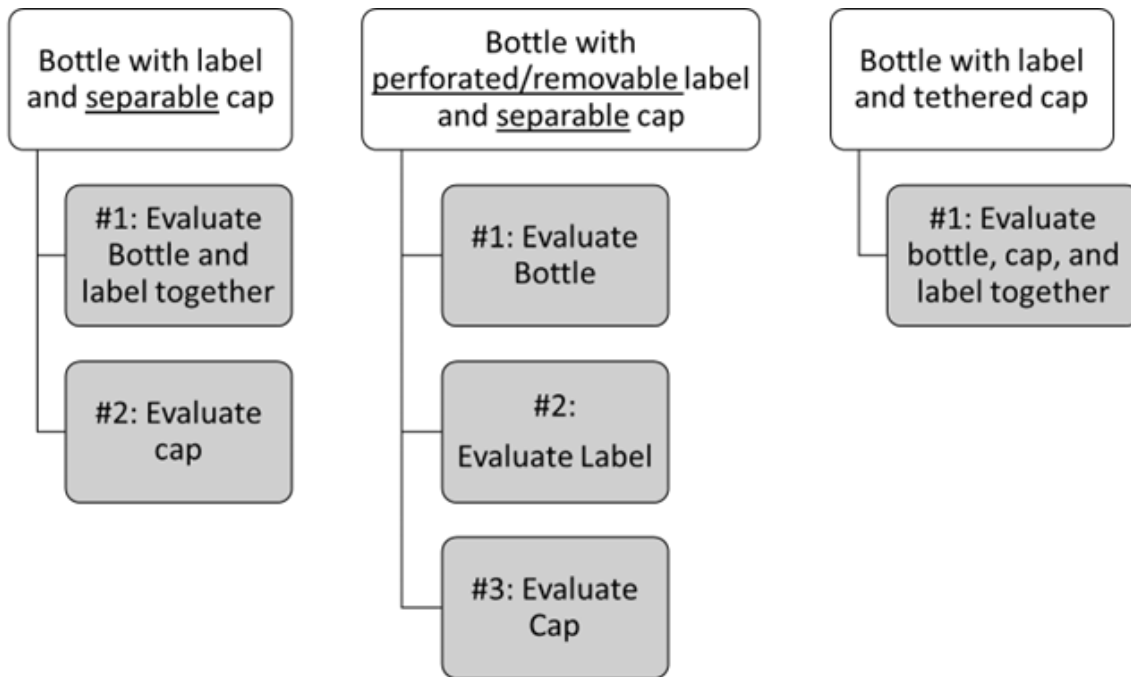 Bottle with label
and separable cap
#1: Evaluate
Bottle and
label together
#2: Evaluate
cap
Bottle with
perforated/removable label
and separable cap
#1: Evaluate
Bottle
#2:
Evaluate Label
#3: Evaluate
Cap
Bottle with label
and tethered cap
#1: Evaluate
bottle, cap, and
label together